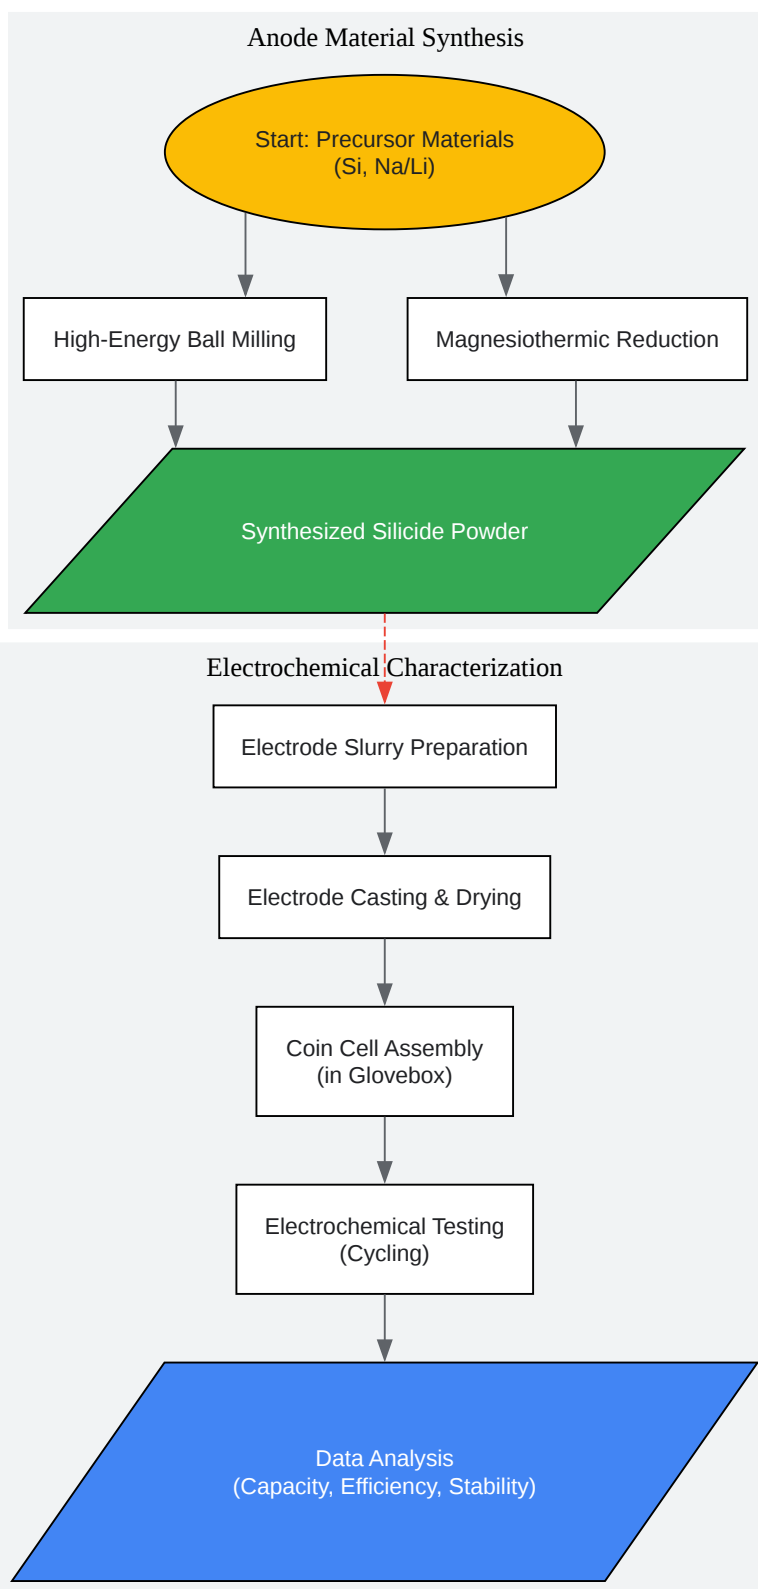 Anode Material Synthesis
Start: Precursor Materials
(Si, Na/Li)
High-Energy Ball Milling
Magnesiothermic Reduction
Synthesized Silicide Powder
Electrochemical Characterization
Electrode Slurry Preparation
Electrode Casting & Drying
Coin Cell Assembly
(in Glovebox)
Electrochemical Testing
(Cycling)
Data Analysis
(Capacity, Efficiency, Stability)